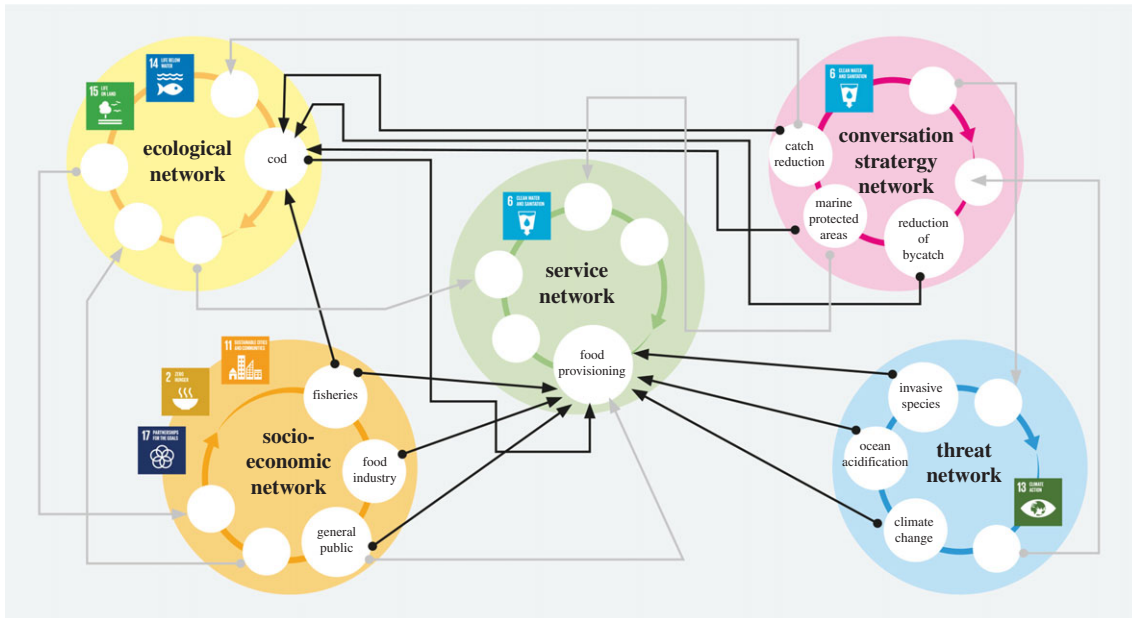 14 LIFE BELOW
WATER
15 LIFE
ON LAND
ecological
network
cod
6 CLEAN WATER
AND SANITATION
catch
reduction
conversation
stratergy
network
marine
protected
areas
reduction of
bycatch
6 CLEAN WATER
AND SANITATION
service
network
food
provisioning
11 SUSTAINABLE CITIES
AND COMMUNITIES
2 ZERO
HUNGER
17 PARTNERSHIPS
FOR THE GOALS
fisheries
socio-
economic
network
food
industry
general
public
invasive
species
ocean
acidification
threat
network
climate
change
13 CLIMATE
ACTION